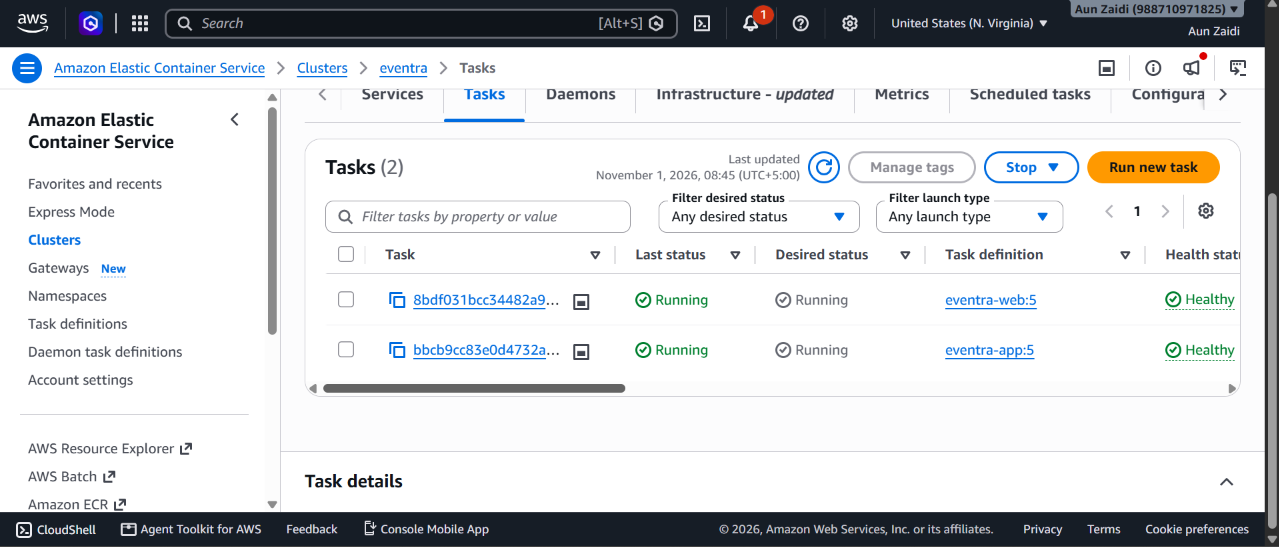 aws
Search [Alt+S]
1
United States (N. Virginia)
Aun Zaidi (988710971825)
Aun Zaidi
Amazon Elastic Container Service > Clusters > eventra > Tasks
Amazon Elastic
Container Service
Favorites and recents
Express Mode
Clusters
Gateways New
Namespaces
Task definitions
Daemon task definitions
Account settings
AWS Resource Explorer
AWS Batch
Amazon ECR
Services Tasks Daemons Infrastructure - updated Metrics Scheduled tasks Configura
Tasks (2)
Last updated
November 1, 2026, 08:45 (UTC+5:00)
Manage tags
Stop
Run new task
Filter tasks by property or value
Filter desired status
Any desired status
Filter launch type
Any launch type
1
Task Last status Desired status Task definition Health stat
8bdf031bcc34482a9... Running Running eventra-web:5 Healthy
bbcb9cc83e0d4732a... Running Running eventra-app:5 Healthy
Task details
CloudShell Agent Toolkit for AWS Feedback Console Mobile App © 2026, Amazon Web Services, Inc. or its affiliates. Privacy Terms Cookie preferences